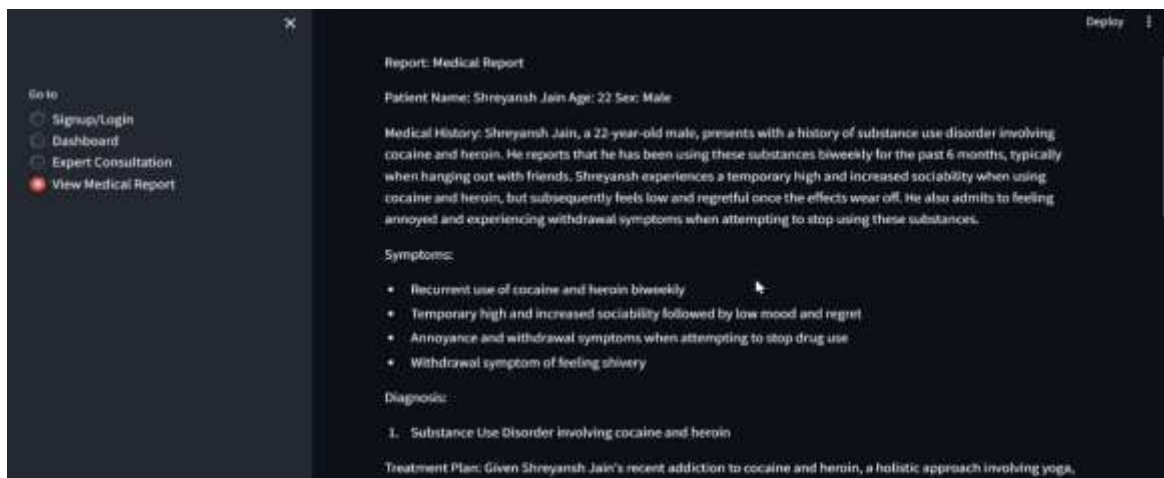 Deploy
Go to
Signup/Login
Dashboard
Expert Consultation
View Medical Report
Report: Medical Report
Patient Name: Shreyansh Jain Age: 22 Sex: Male
Medical History: Shreyansh Jain, a 22-year-old male, presents with a history of substance use disorder involving
cocaine and heroin. He reports that he has been using these substances biweekly for the past 6 months, typically
when hanging out with friends. Shreyansh experiences a temporary high and increased sociability when using
cocaine and heroin, but subsequently feels low and regretful once the effects wear off. He also admits to feeling
annoyed and experiencing withdrawal symptoms when attempting to stop using these substances.
Symptoms:
• Recurrent use of cocaine and heroin biweekly
• Temporary high and increased sociability followed by low mood and regret
• Annoyance and withdrawal symptoms when attempting to stop drug use
• Withdrawal symptom of feeling shivery
Diagnosis:
1. Substance Use Disorder involving cocaine and heroin
Treatment Plan: Given Shreyansh Jain's recent addiction to cocaine and heroin, a holistic approach involving yoga,